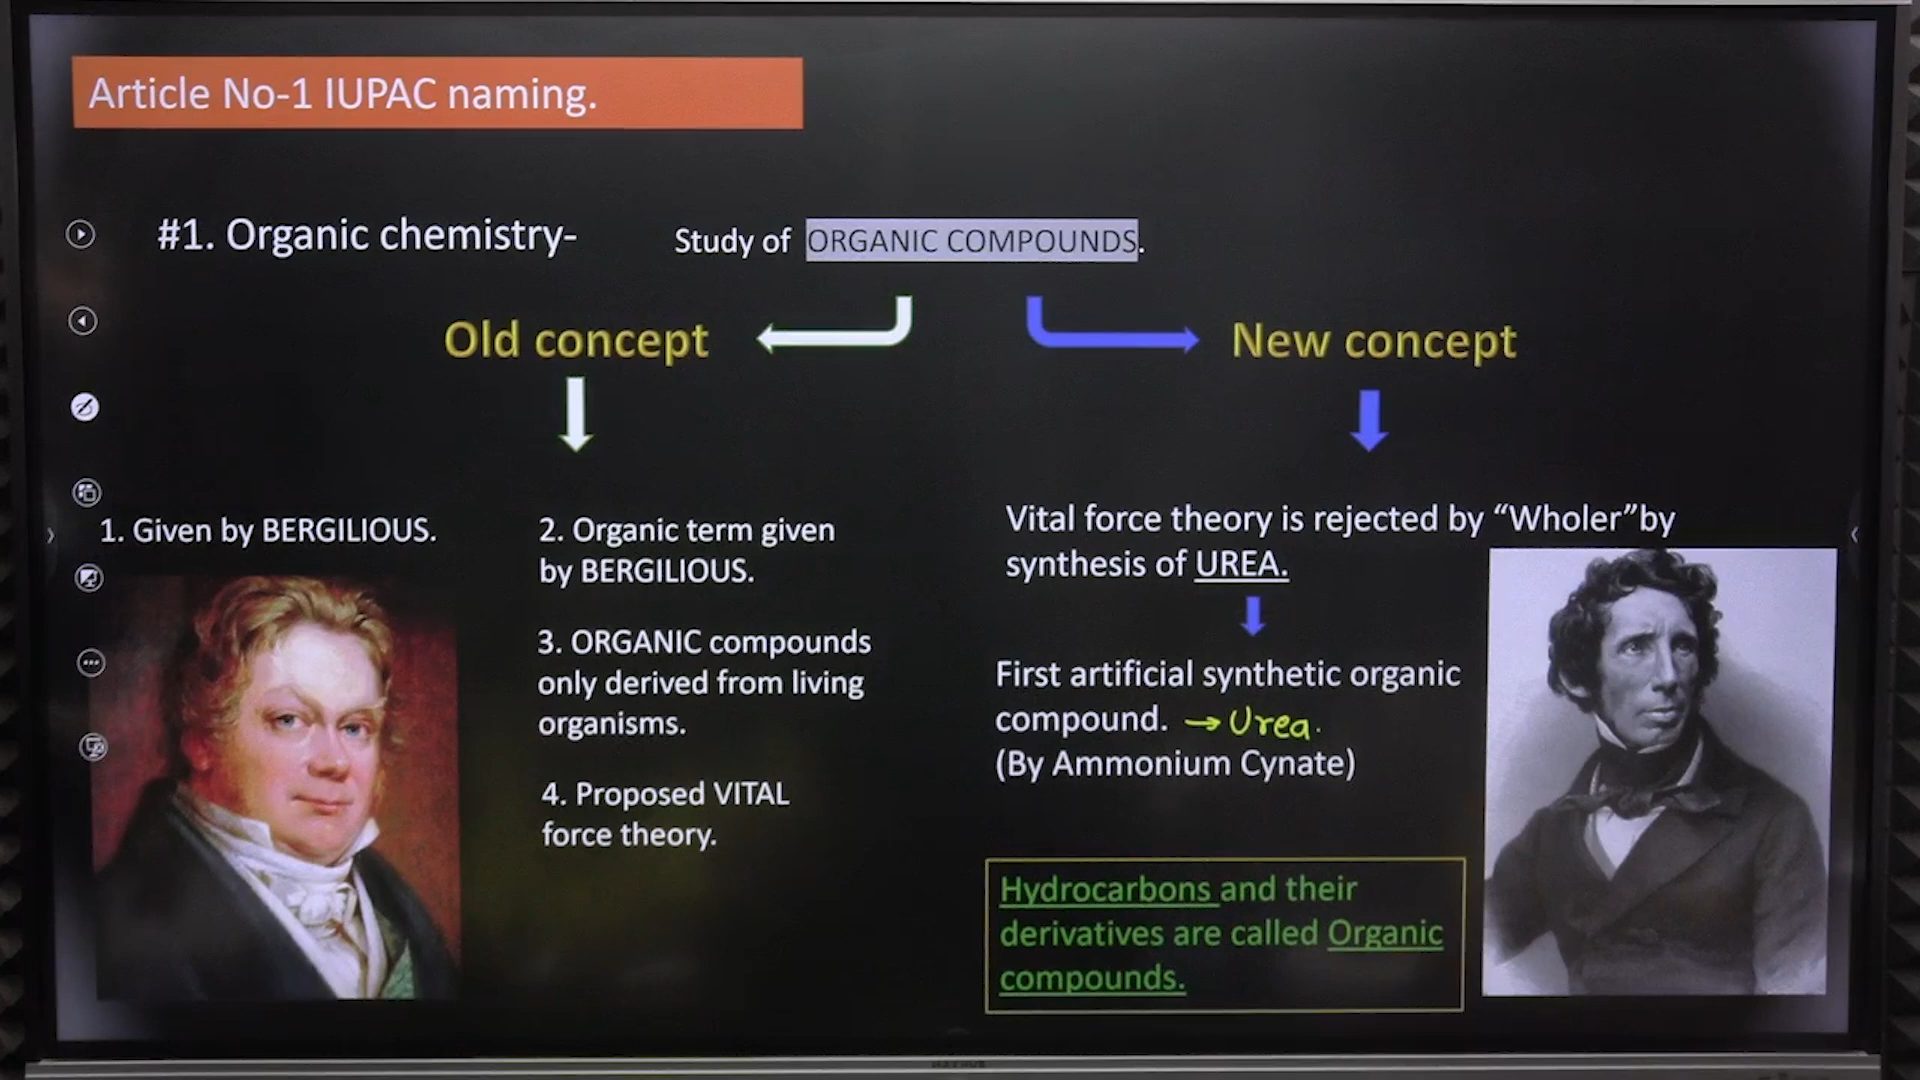 Article No-1 IUPAC naming.
#1. Organic chemistry-
Study of ORGANIC COMPOUNDS.
Old concept
New concept
1. Given by BERGILIOUS.
2. Organic term given
by BERGILIOUS.
3. ORGANIC compounds
only derived from living
organisms.
4. Proposed VITAL
force theory.
Vital force theory is rejected by “Wholer”by
synthesis of UREA.
First artificial synthetic organic
compound. → Urea.
(By Ammonium Cynate)
Hydrocarbons and their
derivatives are called Organic
compounds.